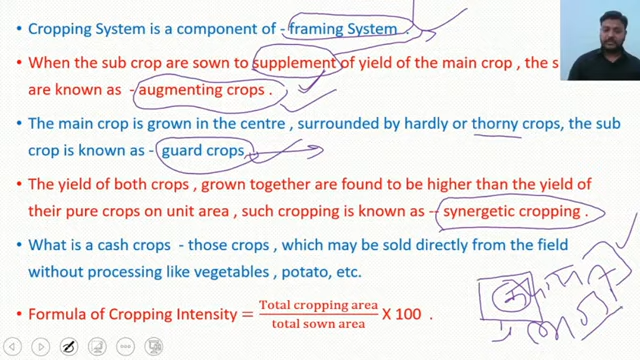 Cropping System is a component of - framing System .
When the sub crop are sown to supplement of yield of the main crop , the s
are known as - augmenting crops .
The main crop is grown in the centre , surrounded by hardly or thorny crops, the sub
crop is known as - guard crops
The yield of both crops , grown together are found to be higher than the yield of
their pure crops on unit area , such cropping is known as -- synergetic cropping .
What is a cash crops - those crops , which may be sold directly from the field
without processing like vegetables , potato , etc.
Formula of Cropping Intensity = Total cropping area / total sown area X 100 .